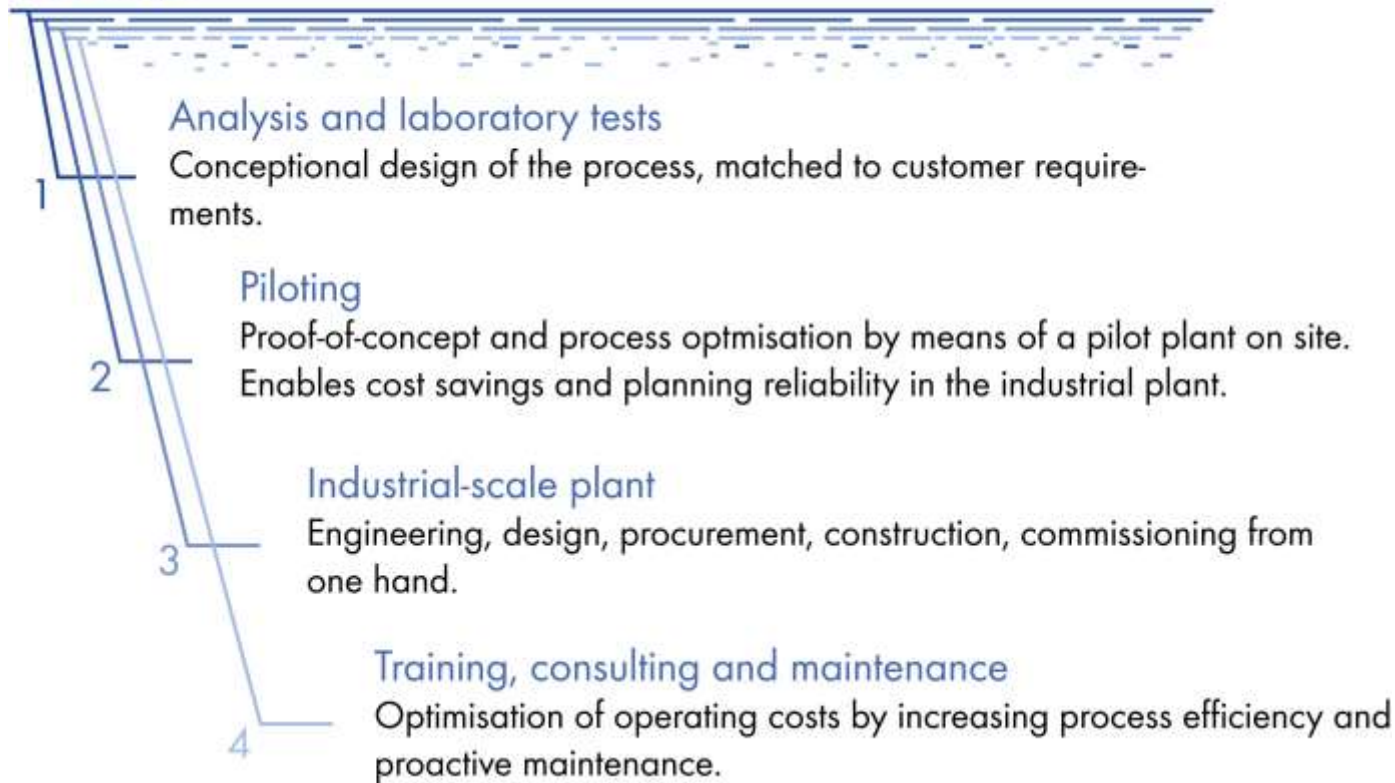 Analysis and laboratory tests
1
Conceptional design of the process, matched to customer require-
ments.
Piloting
2
Proof-of-concept and process optmisation by means of a pilot plant on site.
Enables cost savings and planning reliability in the industrial plant.
Industrial-scale plant
3
Engineering, design, procurement, construction, commissioning from
one hand.
Training, consulting and maintenance
4
Optimisation of operating costs by increasing process efficiency and
proactive maintenance.